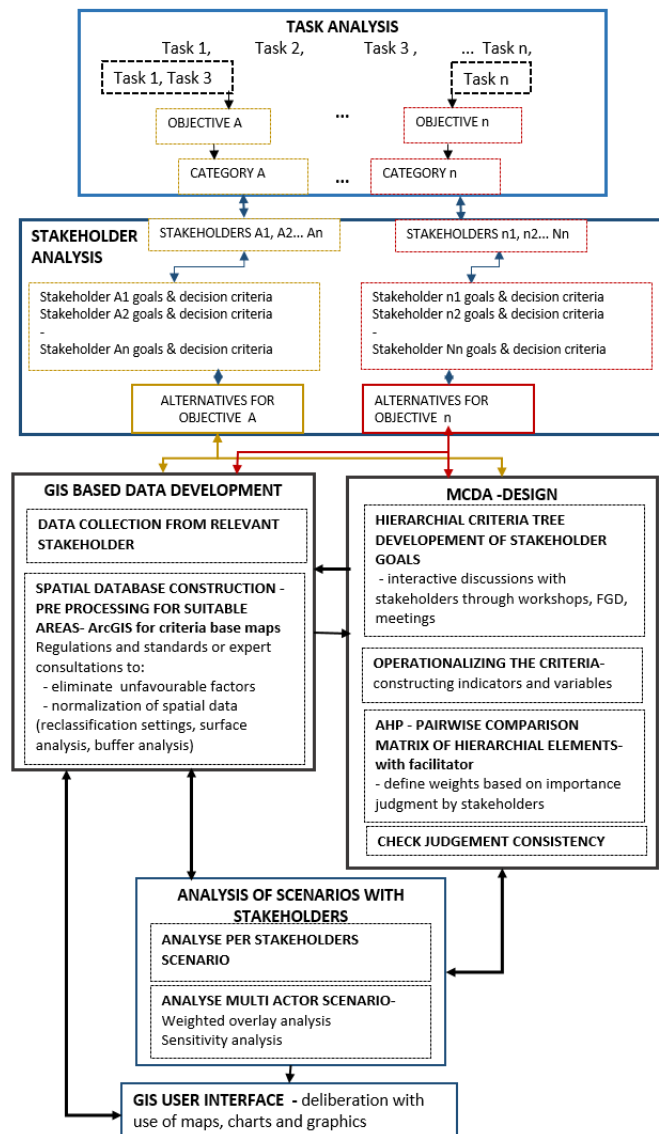 TASK ANALYSIS
Task 1, Task 2, Task 3 , ... Task n,
Task 1, Task 3
Task n
OBJECTIVE A
...
OBJECTIVE n
CATEGORY A
...
CATEGORY n
STAKEHOLDER
ANALYSIS
STAKEHOLDERS A1, A2... An
STAKEHOLDERS n1, n2... Nn
Stakeholder A1 goals & decision criteria
Stakeholder A2 goals & decision criteria
-
Stakeholder An goals & decision criteria
Stakeholder n1 goals & decision criteria
Stakeholder n2 goals & decision criteria
-
Stakeholder Nn goals & decision criteria
ALTERNATIVES FOR
OBJECTIVE A
ALTERNATIVES FOR
OBJECTIVE n
GIS BASED DATA DEVELOPMENT
DATA COLLECTION FROM RELEVANT
STAKEHOLDER
SPATIAL DATABASE CONSTRUCTION -
PRE PROCESSING FOR SUITABLE
AREAS- ArcGIS for criteria base maps
Regulations and standards or expert
consultations to:
- eliminate unfavourable factors
- normalization of spatial data
(reclassification settings, surface
analysis, buffer analysis)
MCDA -DESIGN
HIERARCHIAL CRITERIA TREE
DEVELOPEMENT OF STAKEHOLDER
GOALS
- interactive discussions with
stakeholders through workshops, FGD,
meetings
OPERATIONALIZING THE CRITERIA-
constructing indicators and variables
AHP - PAIRWISE COMPARISON
MATRIX OF HIERARCHIAL ELEMENTS-
with facilitator
- define weights based on importance
judgment by stakeholders
CHECK JUDGEMENT CONSISTENCY
ANALYSIS OF SCENARIOS WITH
STAKEHOLDERS
ANALYSE PER STAKEHOLDERS
SCENARIO
ANALYSE MULTI ACTOR SCENARIO-
Weighted overlay analysis
Sensitivity analysis
GIS USER INTERFACE - deliberation with
use of maps, charts and graphics